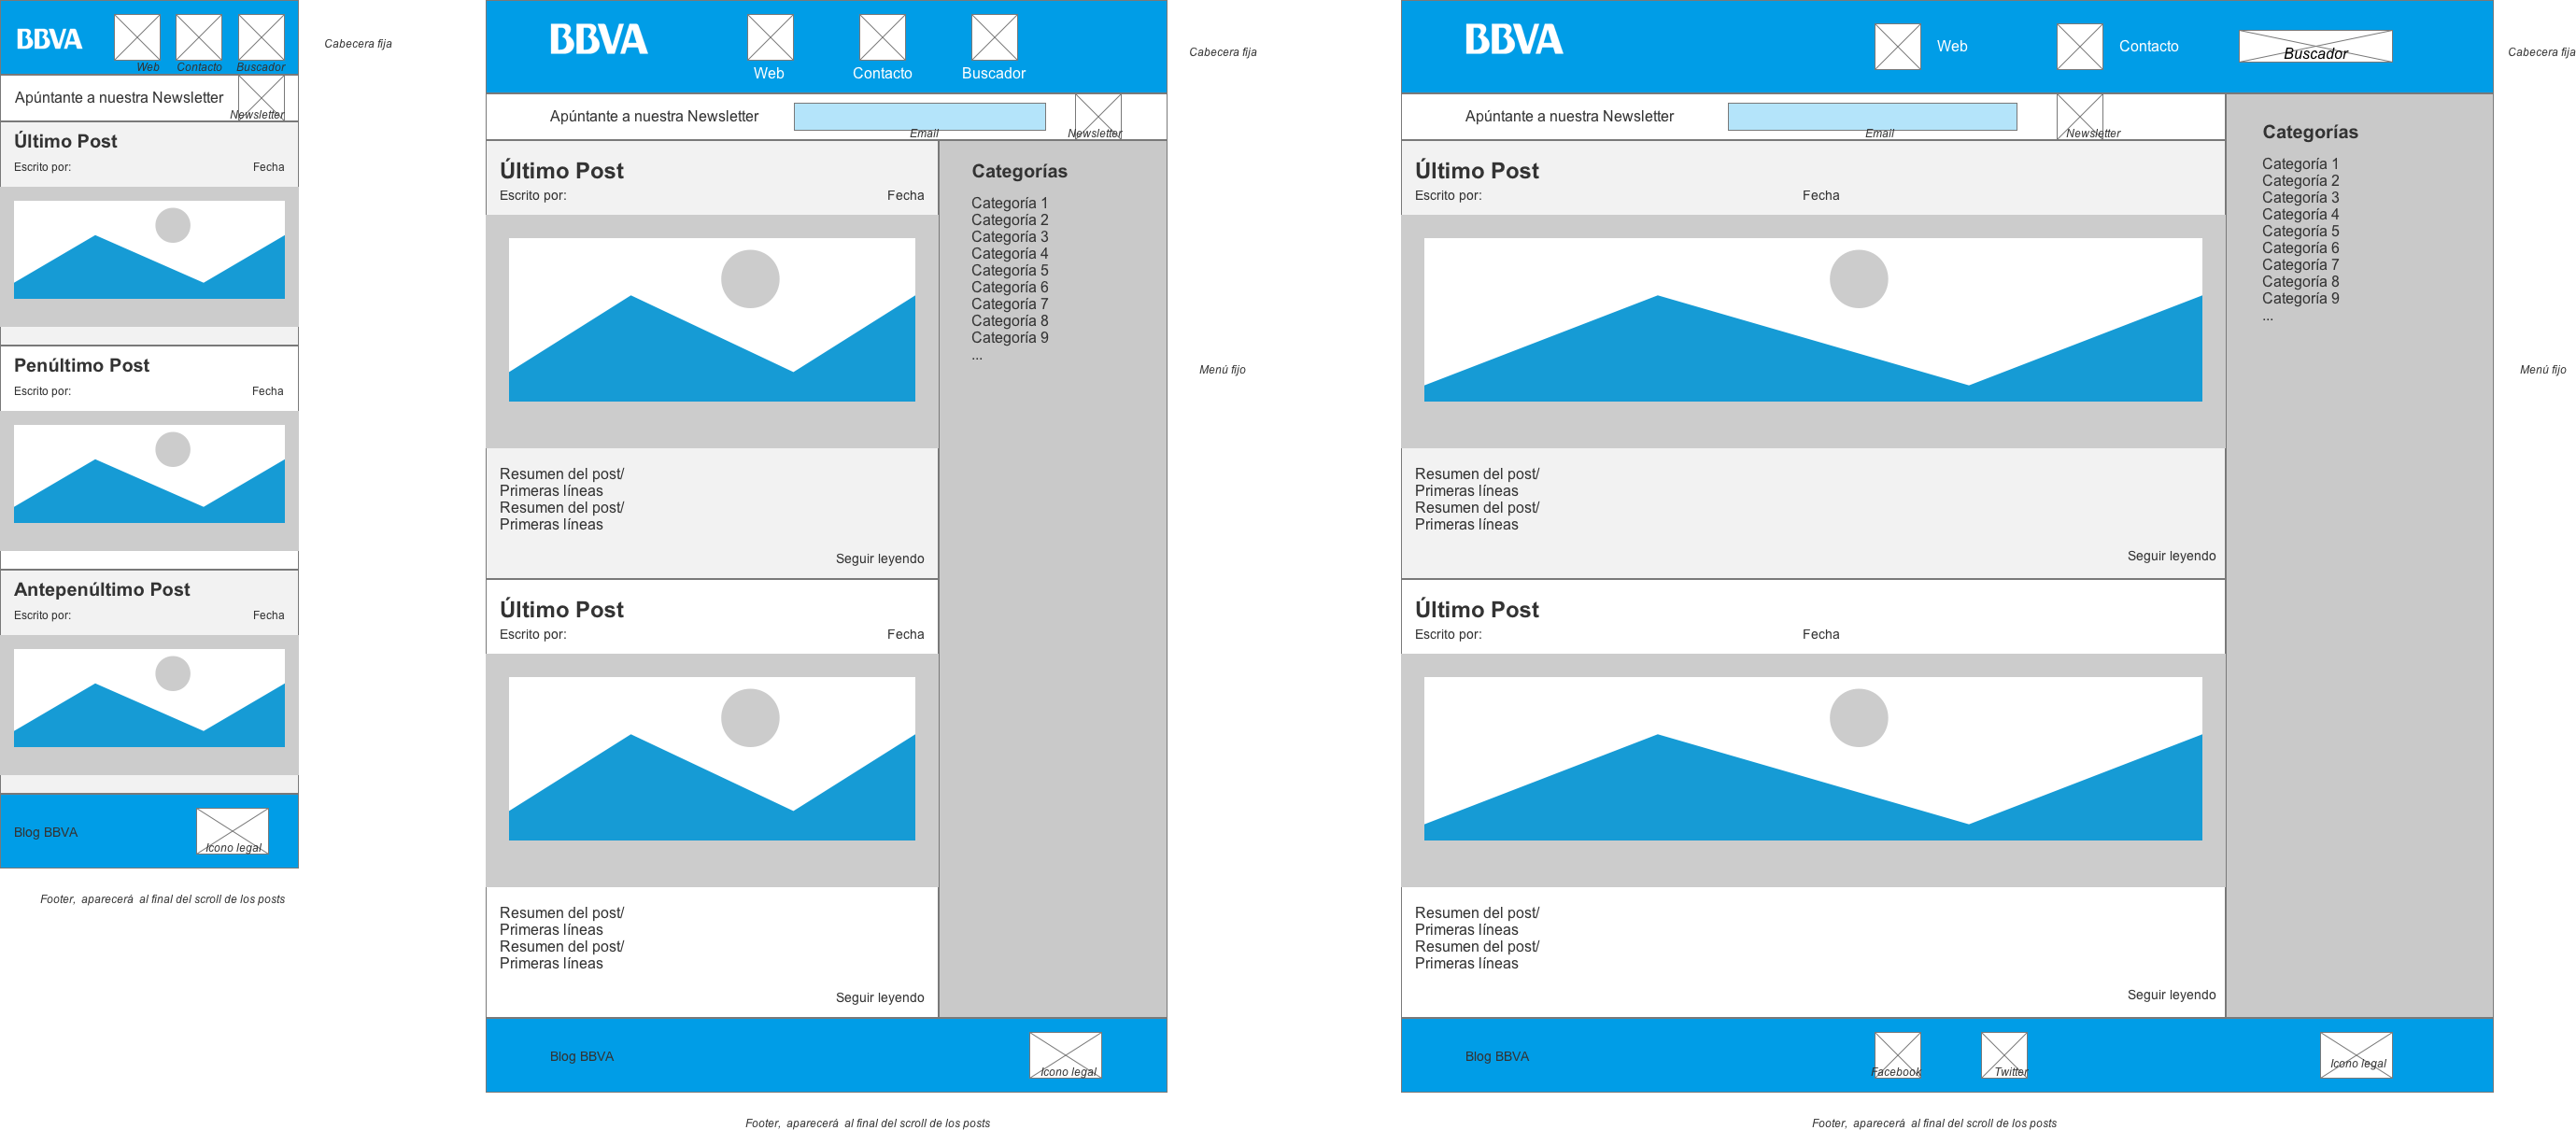 BBVA
Web Contacto Buscador
Cabecera fija
Apúntante a nuestra Newsletter
Newsletter
Último Post
Escrito por: Fecha
Penúltimo Post
Escrito por: Fecha
Antepenúltimo Post
Escrito por: Fecha
Blog BBVA
Icono legal
Footer, aparecerá al final del scroll de los posts
BBVA
Web Contacto Buscador
Cabecera fija
Apúntante a nuestra Newsletter
Email Newsletter
Último Post
Escrito por: Fecha
Categorías
Categoría 1
Categoría 2
Categoría 3
Categoría 4
Categoría 5
Categoría 6
Categoría 7
Categoría 8
Categoría 9
...
Menú fijo
Resumen del post/
Primeras líneas
Resumen del post/
Primeras líneas
Seguir leyendo
Último Post
Escrito por: Fecha
Resumen del post/
Primeras líneas
Resumen del post/
Primeras líneas
Seguir leyendo
Blog BBVA
Icono legal
Footer, aparecerá al final del scroll de los posts
BBVA
Web Contacto Buscador
Cabecera fija
Apúntante a nuestra Newsletter
Email Newsletter
Último Post
Escrito por: Fecha
Categorías
Categoría 1
Categoría 2
Categoría 3
Categoría 4
Categoría 5
Categoría 6
Categoría 7
Categoría 8
Categoría 9
...
Menú fijo
Resumen del post/
Primeras líneas
Resumen del post/
Primeras líneas
Seguir leyendo
Último Post
Escrito por: Fecha
Resumen del post/
Primeras líneas
Resumen del post/
Primeras líneas
Seguir leyendo
Blog BBVA
Facebook Twitter Icono legal
Footer, aparecerá al final del scroll de los posts